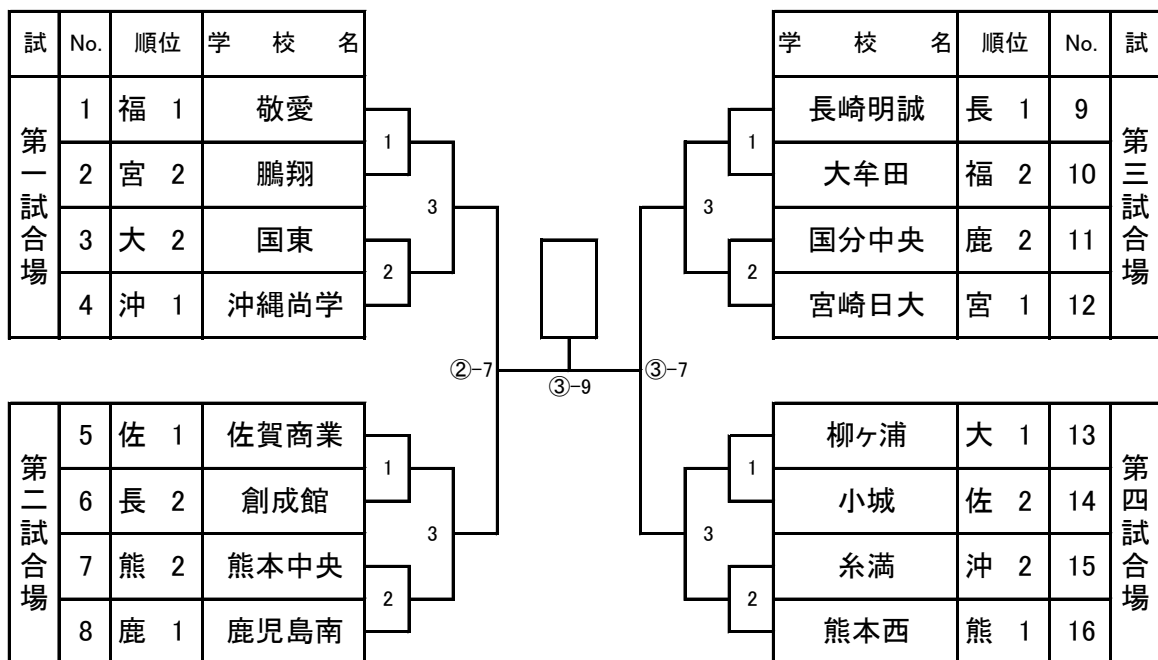 試 No. 順位 学校名
第一試合場
1 福 1 敬愛
2 宮 2 鵬翔
3 大 2 国東
4 沖 1 沖縄尚学
1
2
3
第二試合場
5 佐 1 佐賀商業
6 長 2 創成館
7 熊 2 熊本中央
8 鹿 1 鹿児島南
1
2
3
②-7
③-9
③-7
学校名 順位 No. 試
長崎明誠 長 1 9
大牟田 福 2 10
国分中央 鹿 2 11
宮崎日大 宮 1 12
第三試合場
1
2
3
柳ヶ浦 大 1 13
小城 佐 2 14
糸満 沖 2 15
熊本西 熊 1 16
第四試合場
1
2
3